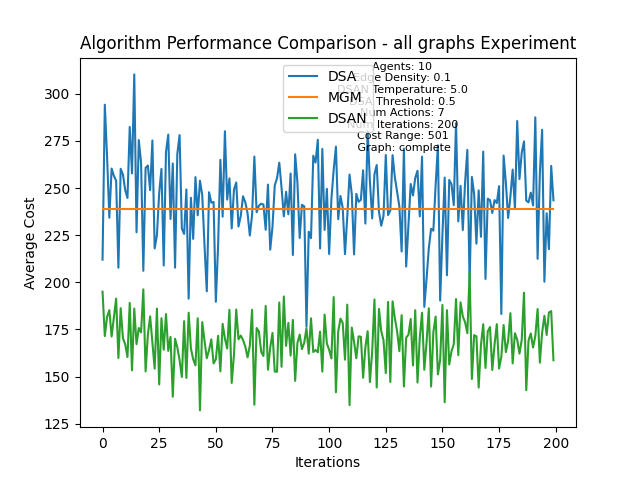 Algorithm Performance Comparison - all graphs Experiment
DSA
MGM
DSAN
Agents: 10
Edge Density: 0.1
DSAN Temperature: 5.0
DSA Threshold: 0.5
Num Actions: 7
Num Iterations: 200
Cost Range: 501
Graph: complete
Average Cost
300
275
250
225
200
175
150
125
0
25
50
75
100
125
150
175
200
Iterations